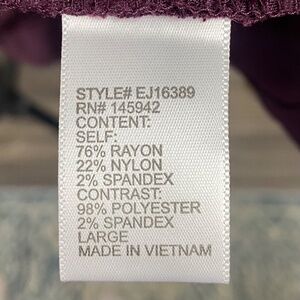 STYLE# EJ16389
RN# 145942
CONTENT:
SELF:
76% RAYON
22% NYLON
2% SPANDEX
CONTRAST:
98% POLYESTER
2% SPANDEX
LARGE
MADE IN VIETNAM